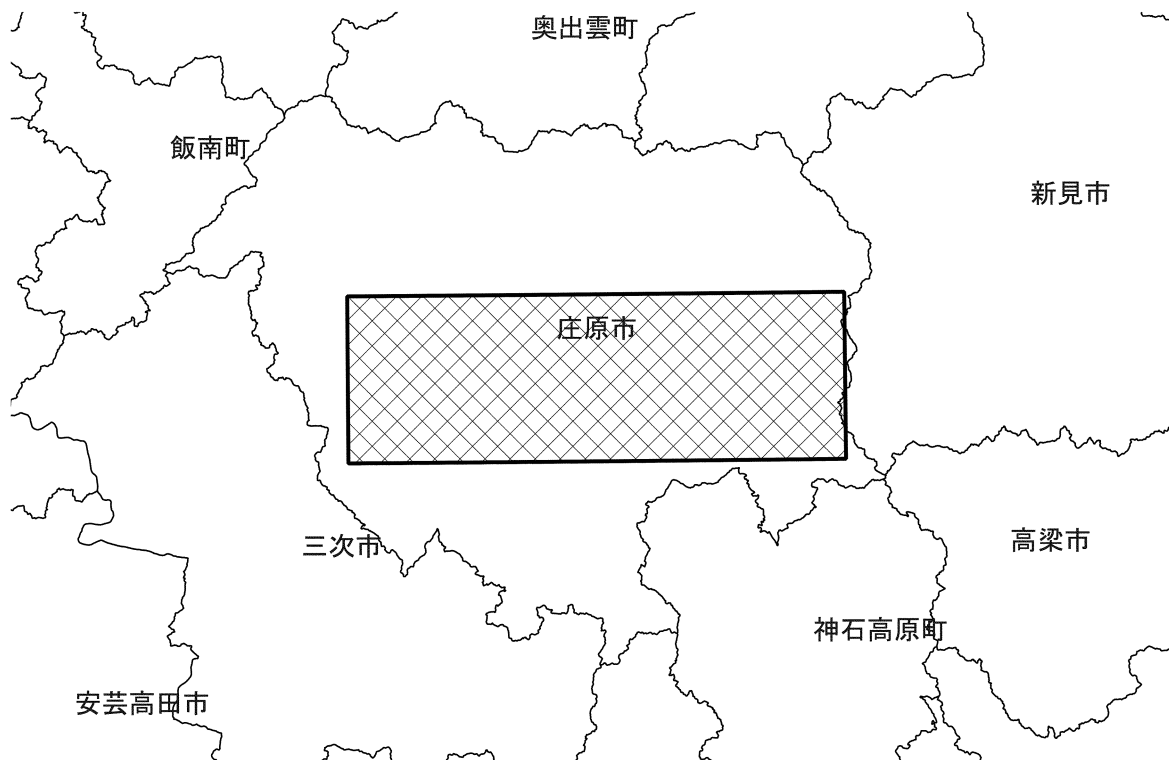 奥出雲町
飯南町
新見市
庄原市
高梁市
三次市
神石高原町
安芸高田市